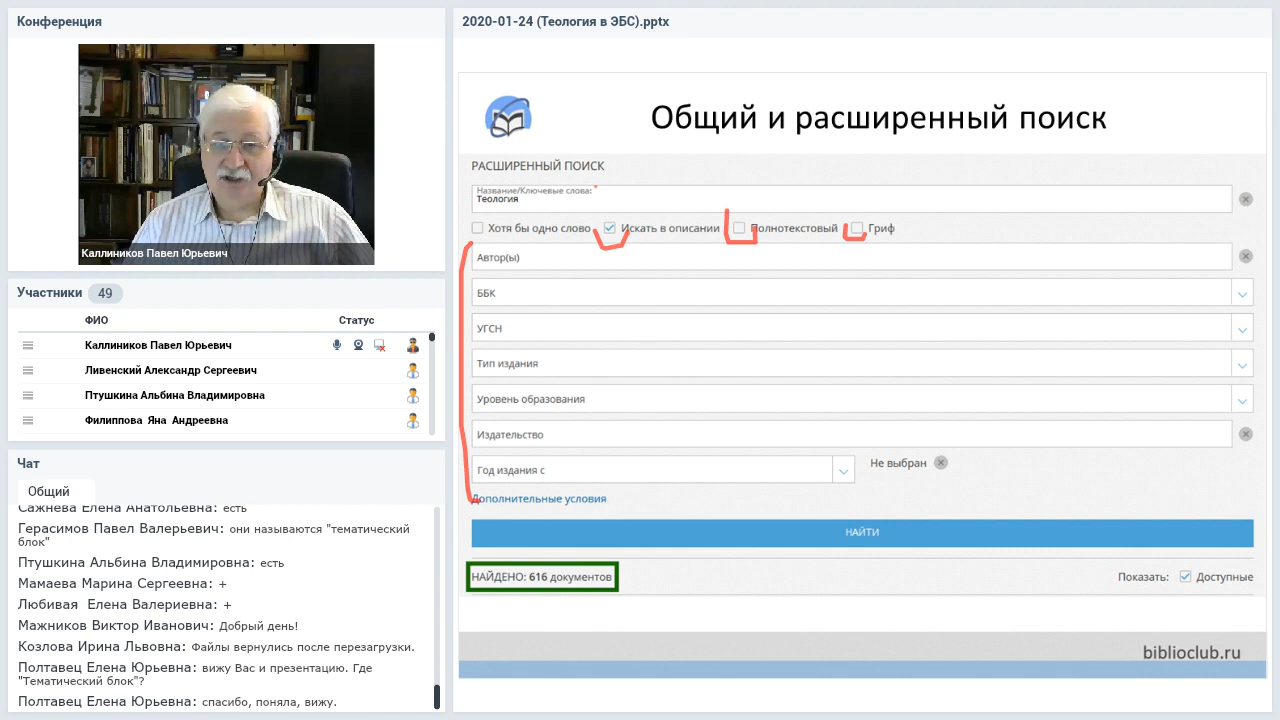 Конференция
Каллиников Павел Юрьевич
Участники 49
ФИО Статус
Каллиников Павел Юрьевич
Ливенский Александр Сергеевич
Птушкина Альбина Владимировна
Филиппова Яна Андреевна
Чат
Общий
Сажнева Елена Анатольевна: есть
Герасимов Павел Валерьевич: они называются "тематический
блок"
Птушкина Альбина Владимировна: есть
Мамаева Марина Сергеевна: +
Любивая Елена Валериевна: +
Мажников Виктор Иванович: Добрый день!
Козлова Ирина Львовна: Файлы вернулись после перезагрузки.
Полтавец Елена Юрьевна: вижу Вас и презентацию. Где
"Тематический блок"?
Полтавец Елена Юрьевна: спасибо, поняла, вижу.
2020-01-24 (Теология в ЭБС).pptx
Общий и расширенный поиск
РАСШИРЕННЫЙ ПОИСК
Название/Ключевые слова:
Теология
Хотя бы одно слово Искать в описании Полнотекстовый Гриф
Автор(ы)
ББК
УГСН
Тип издания
Уровень образования
Издательство
Год издания с Не выбран
Дополнительные условия
НАЙТИ
НАЙДЕНО: 616 документов Показать: Доступные
biblioclub.ru